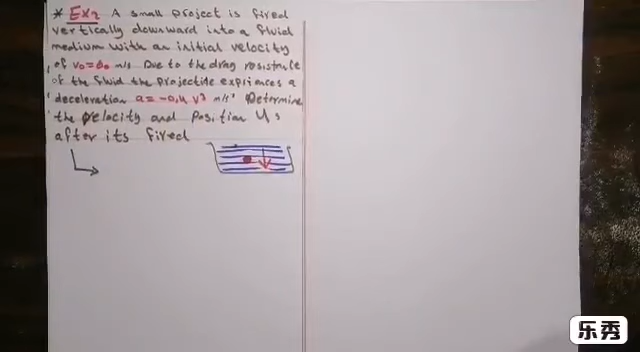 * Ex2 A small project is fired
vertically downward into a fluid
medium with an initial velocity
of v₀=60 m/s Due to the drag resistance
of the fluid the projectide expriances a
deceleration a= -0,4 v³ m/s² Determine
the velocity and position 4 s
after its fired
乐秀